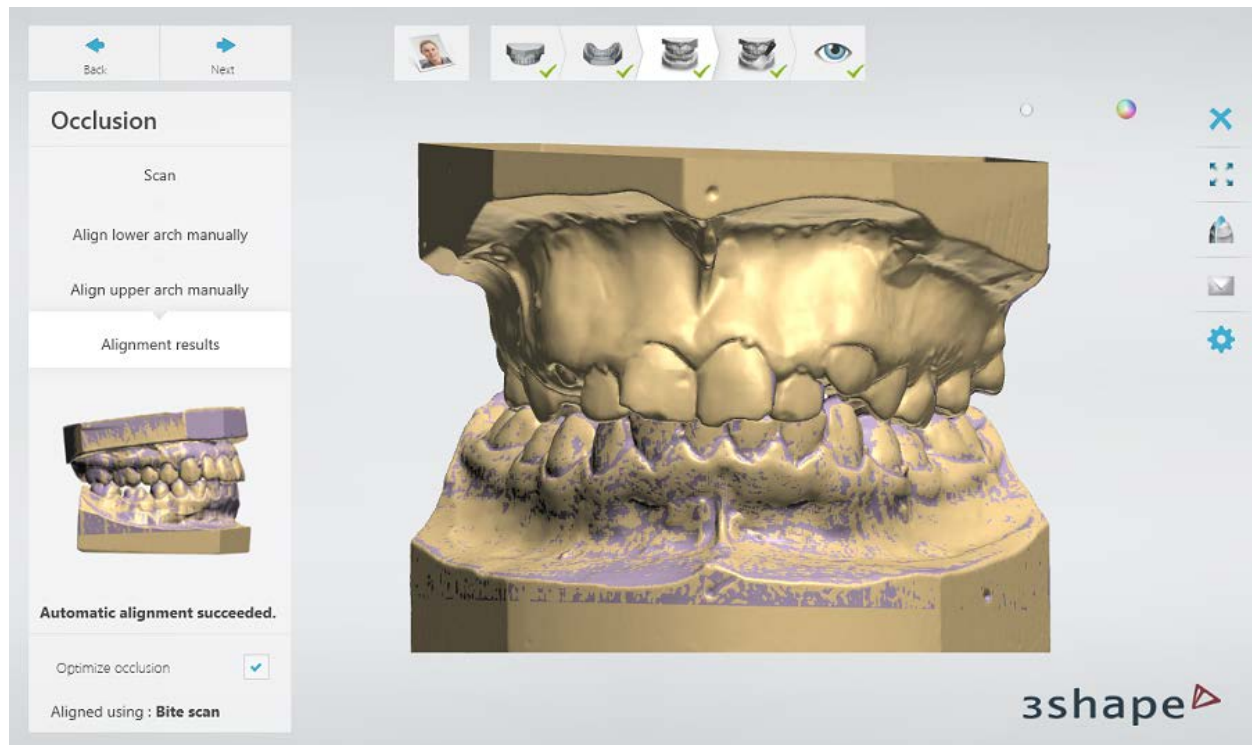 Back
Next
Occlusion
Scan
Align lower arch manually
Align upper arch manually
Alignment results
Automatic alignment succeeded.
Optimize occlusion
Aligned using : Bite scan
3shape